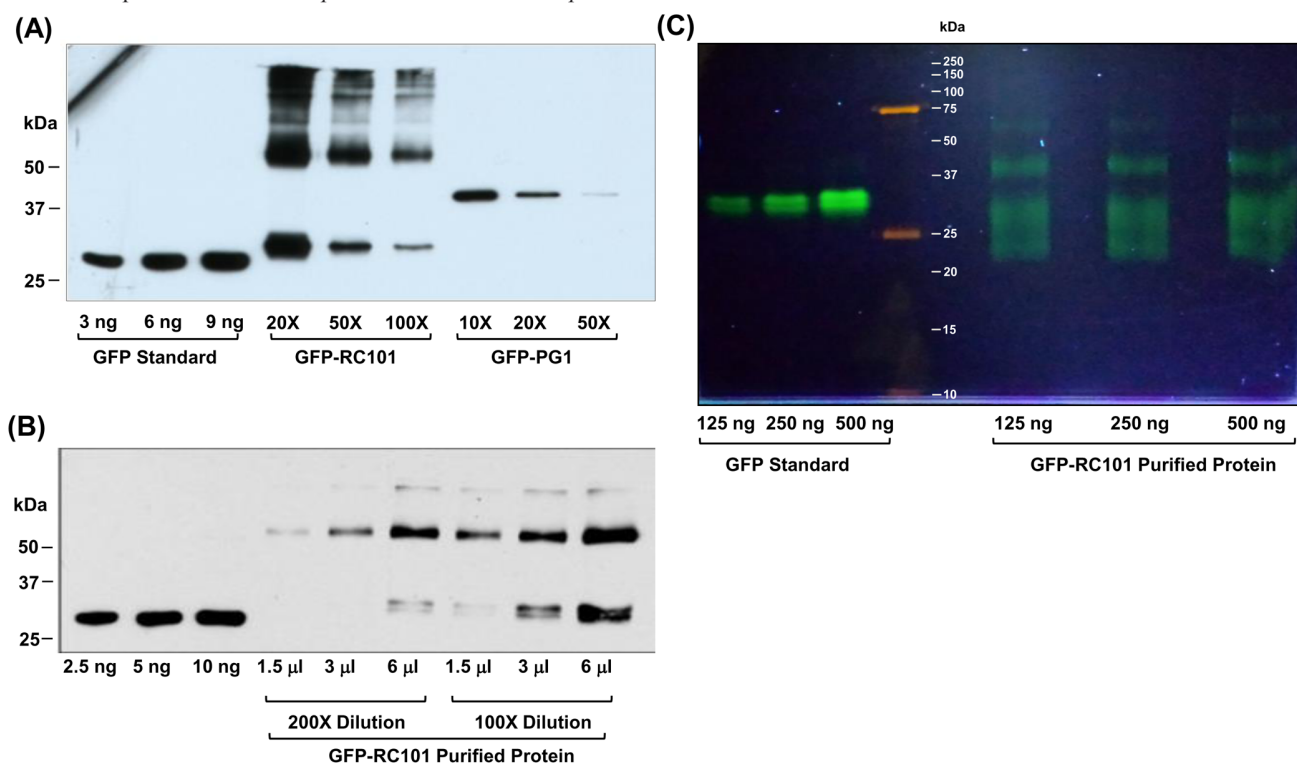 (A)
kDa
50
37
25
3 ng 6 ng 9 ng 20X 50X 100X 10X 20X 50X
GFP Standard GFP-RC101 GFP-PG1
(B)
kDa
50
37
25
2.5 ng 5 ng 10 ng 1.5 µl 3 µl 6 µl 1.5 µl 3 µl 6 µl
200X Dilution 100X Dilution
GFP-RC101 Purified Protein
(C)
kDa
250
150
100
75
50
37
25
20
15
10
125 ng 250 ng 500 ng 125 ng 250 ng 500 ng
GFP Standard GFP-RC101 Purified Protein